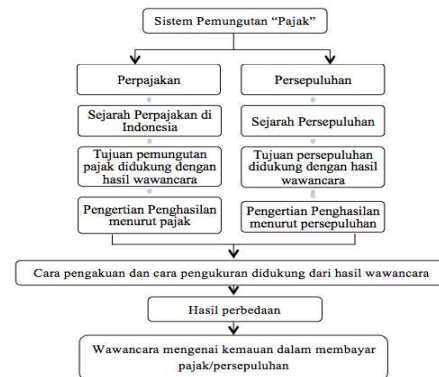 Sistem Pemungutan “Pajak”
Perpajakan
Persepuluhan
Sejarah Perpajakan di
Indonesia
Sejarah Persepuluhan
Tujuan pemungutan
pajak didukung dengan
hasil wawancara
Tujuan persepuluhan
didukung dengan hasil
wawancara
Pengertian Penghasilan
menurut pajak
Pengertian Penghasilan
menurut persepuluhan
Cara pengakuan dan cara pengukuran didukung dari hasil wawancara
Hasil perbedaan
Wawancara mengenai kemauan dalam membayar
pajak/persepuluhan